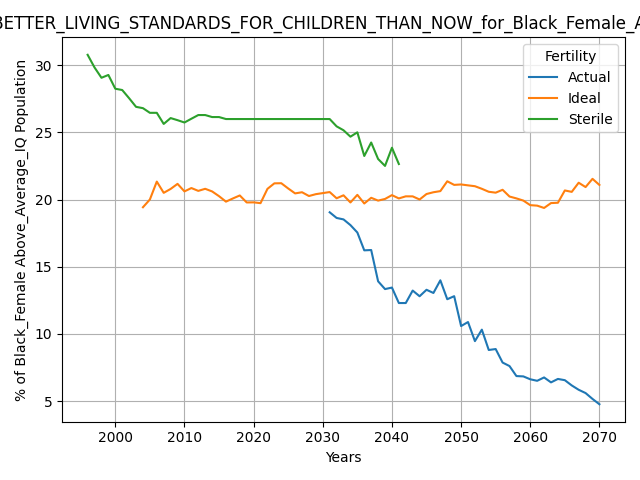 BETTER_LIVING_STANDARDS_FOR_CHILDREN_THAN_NOW_for_Black_Female_A
Fertility
Actual
Ideal
Sterile
% of Black_Female Above_Average_IQ Population
30
25
20
15
10
5
2000 2010 2020 2030 2040 2050 2060 2070
Years